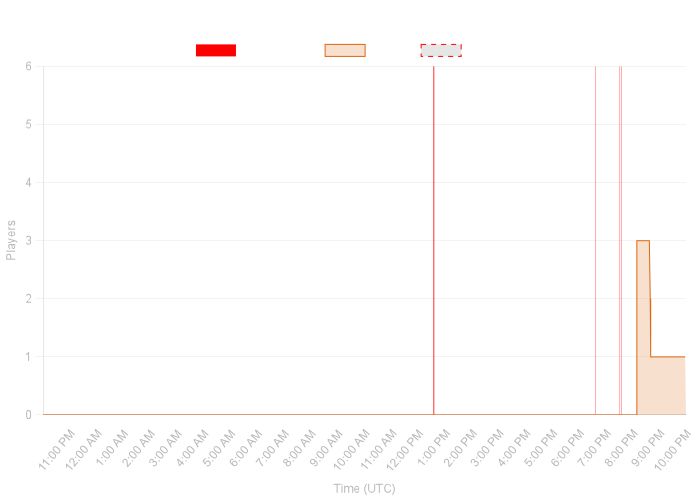 6
5
4
3
2
1
0
Players
11:00 PM
12:00 AM
1:00 AM
2:00 AM
3:00 AM
4:00 AM
5:00 AM
6:00 AM
7:00 AM
8:00 AM
9:00 AM
10:00 AM
11:00 AM
12:00 PM
1:00 PM
2:00 PM
3:00 PM
4:00 PM
5:00 PM
6:00 PM
7:00 PM
8:00 PM
9:00 PM
10:00 PM
Time (UTC)